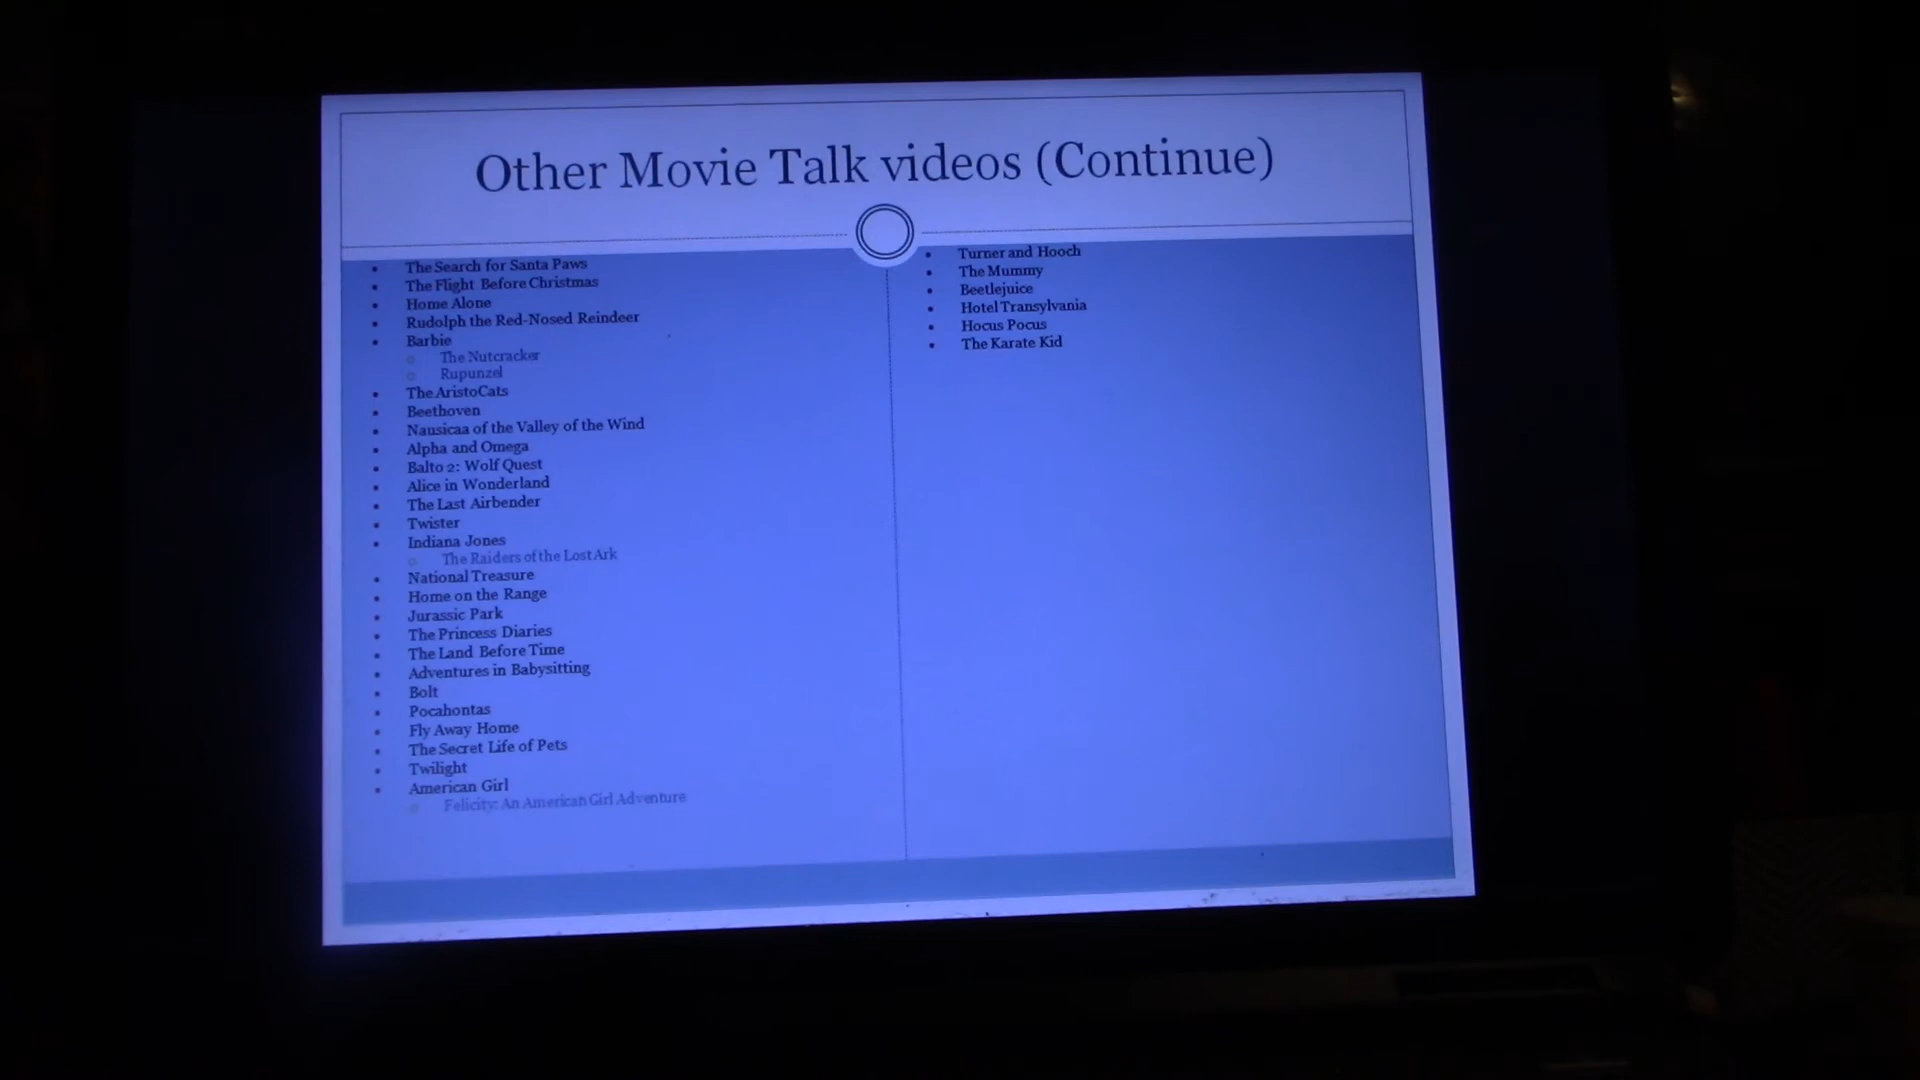 Other Movie Talk videos (Continue)
The Search for Santa Paws
The Flight Before Christmas
Home Alone
Rudolph the Red-Nosed Reindeer
Barbie
The Nutcracker
Rupunzel
The AristoCats
Beethoven
Nausicaa of the Valley of the Wind
Alpha and Omega
Balto 2: Wolf Quest
Alice in Wonderland
The Last Airbender
Twister
Indiana Jones
The Raiders of the Lost Ark
National Treasure
Home on the Range
Jurassic Park
The Princess Diaries
The Land Before Time
Adventures in Babysitting
Bolt
Pocahontas
Fly Away Home
The Secret Life of Pets
Twilight
American Girl
Felicity: An American Girl Adventure
Turner and Hooch
The Mummy
Beetlejuice
Hotel Transylvania
Hocus Pocus
The Karate Kid